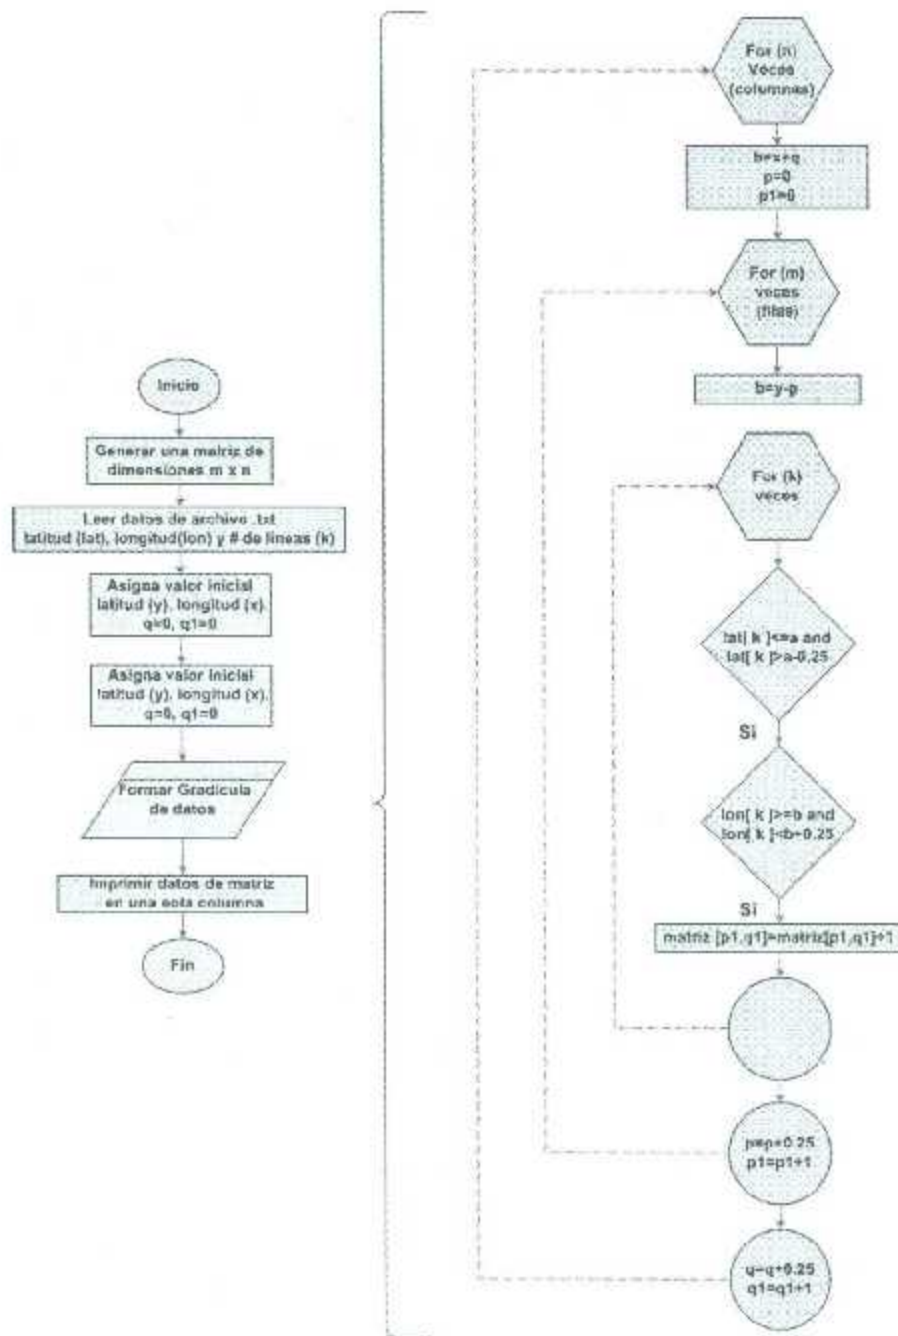 Inicio
Generar una matriz de
dimensiones m x n
Leer datos de archivo .txt
latitud (lat), longitud(lon) y # de lineas (k)
Asigna valor inicial
latitud (y), longitud (x),
q=0, q1=0
Asigna valor inicial
latitud (y), longitud (x),
q=0, q1=0
Formar Gradicula
de datos
Imprimir datos de matriz
en una sola columna
Fin
For (n)
Veces
(columnas)
b=x+q
p=0
p1=0
For (m)
veces
(filas)
b=y-p
For (k)
veces
lat[ k ]<=a and
lat[ k ]>a-0.25
Si
lon[ k ]>=b and
lon[ k ]<b+0.25
Si
matriz [p1,q1]=matriz[p1,q1]+1
p=p+0.25
p1=p1+1
q=q+0.25
q1=q1+1